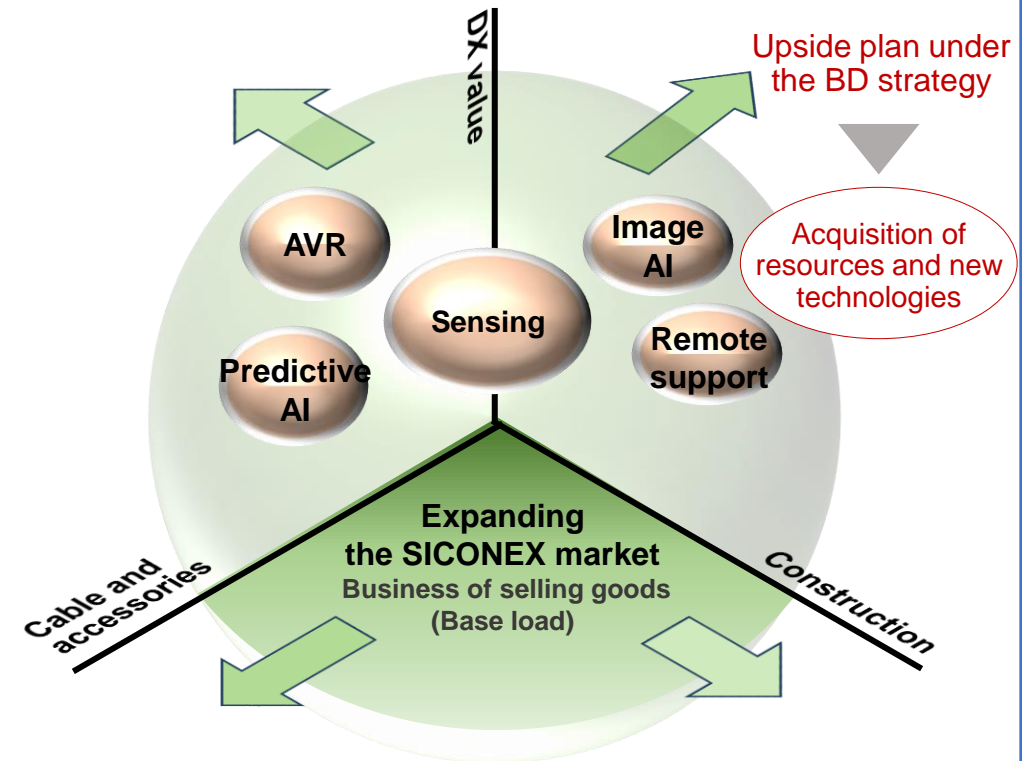 DX value
Upside plan under
the BD strategy
Acquisition of
resources and new
technologies
AVR
Image
AI
Sensing
Predictive
AI
Remote
support
Expanding
the SICONEX market
Business of selling goods
(Base load)
Cable and
accessories
Construction